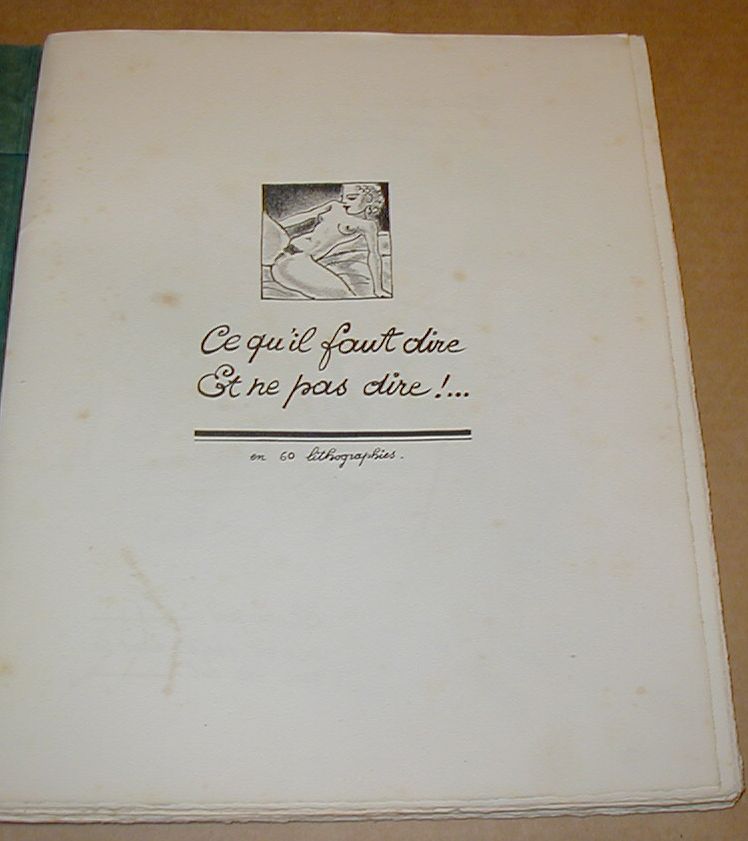 Ce qu'il faut dire
Et ne pas dire !...
en 60 lithographies.